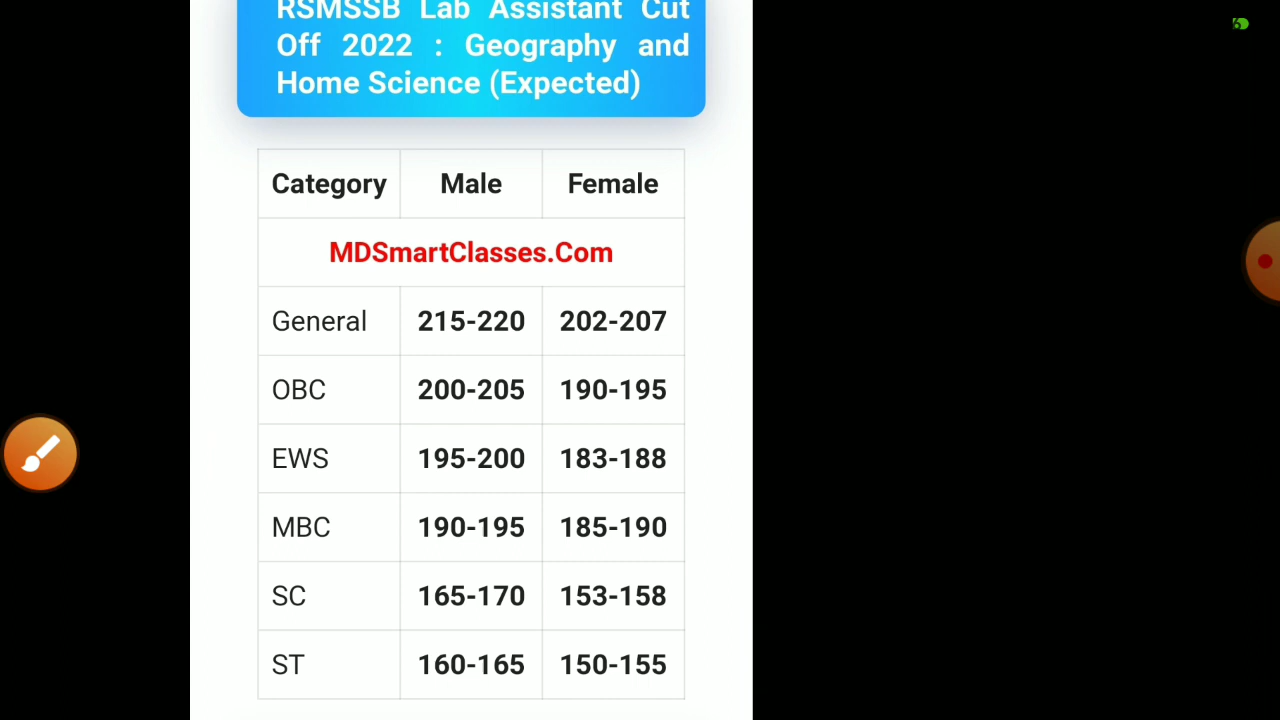 RSMSSB Lab Assistant Cut
Off 2022 : Geography and
Home Science (Expected)
Category Male Female
MDSmartClasses.Com
General 215-220 202-207
OBC 200-205 190-195
EWS 195-200 183-188
MBC 190-195 185-190
SC 165-170 153-158
ST 160-165 150-155